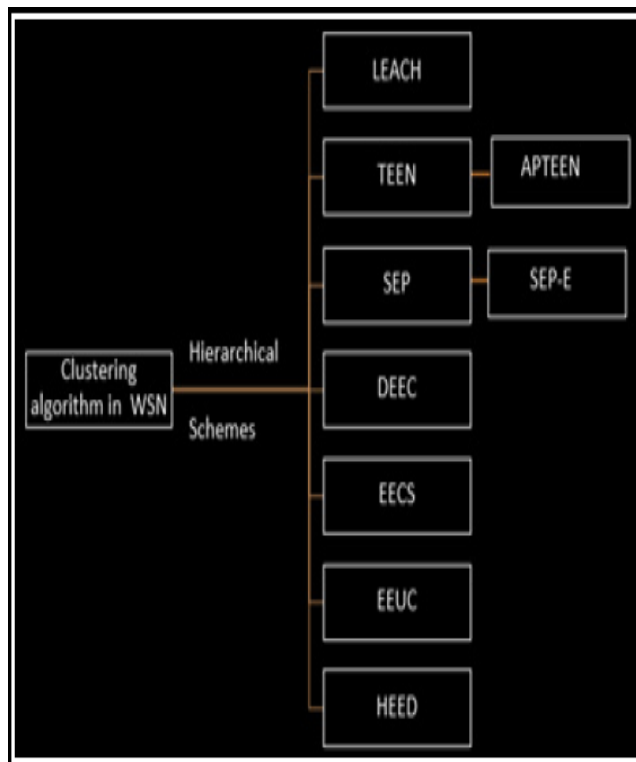 LEACH
TEEN
APTEEN
SEP
SEP-E
Hierarchical
Clustering
algorithm in WSN
DEEC
Schemes
EECS
EEUC
HEED